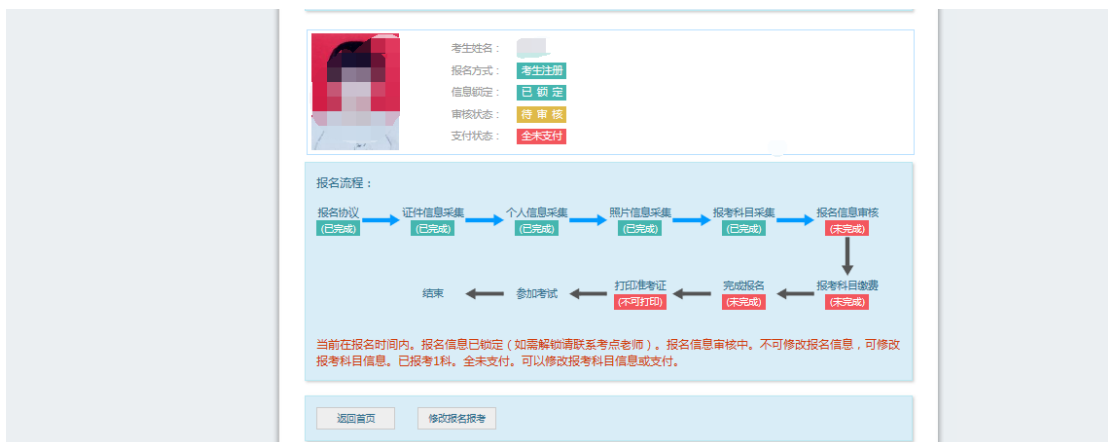 考生姓名：
报名方式： 考生注册
信息锁定： 已 锁 定
审核状态： 待 审 核
支付状态： 全未支付
报名流程：
报名协议 证件信息采集 个人信息采集 照片信息采集 报考科目采集 报名信息审核
(已完成) (已完成) (已完成) (已完成) (已完成) (未完成)
结束 参加考试 打印准考证 完成报名 报考科目缴费
(不可打印) (未完成) (未完成)
当前在报名时间内。报名信息已锁定（如需解锁请联系考点老师）。报名信息审核中。不可修改报名信息，可修改
报考科目信息。已报考1科。全未支付。可以修改报考科目信息或支付。
返回首页 修改报名报考